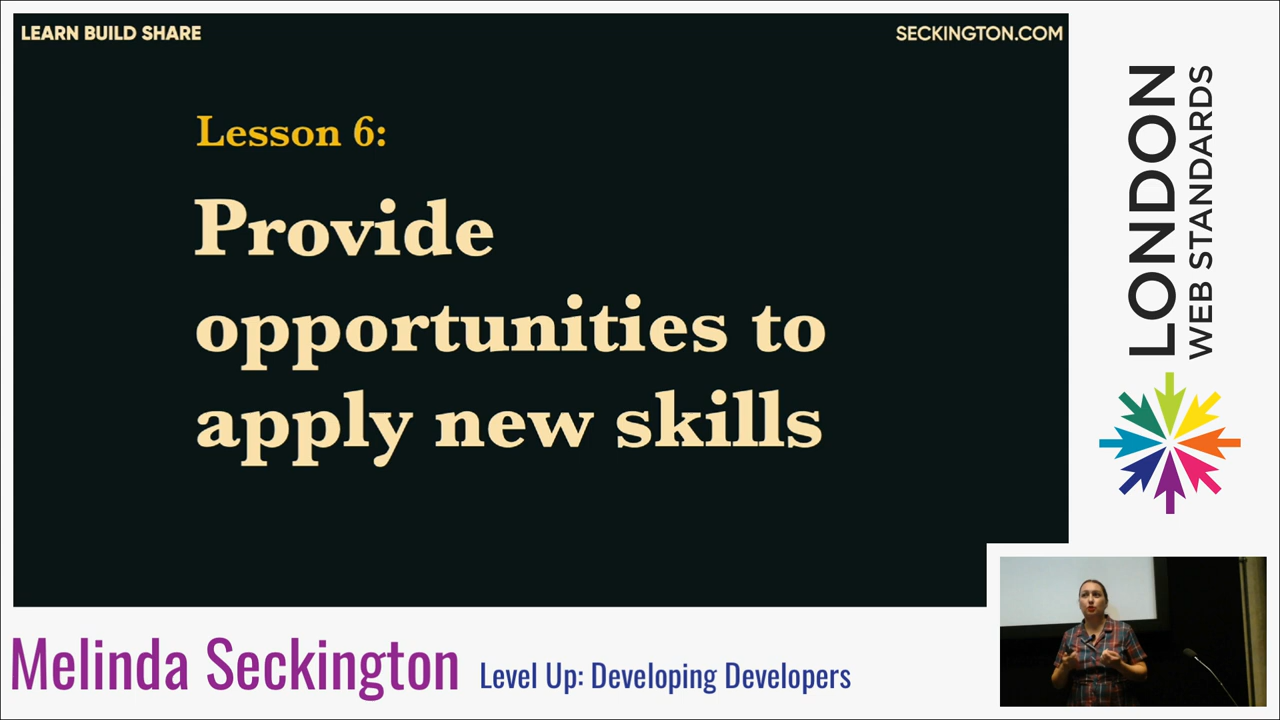 LEARN BUILD SHARE
SECKINGTON.COM
Lesson 6:
Provide
opportunities to
apply new skills
LONDON
WEB STANDARDS
Melinda Seckington
Level Up: Developing Developers